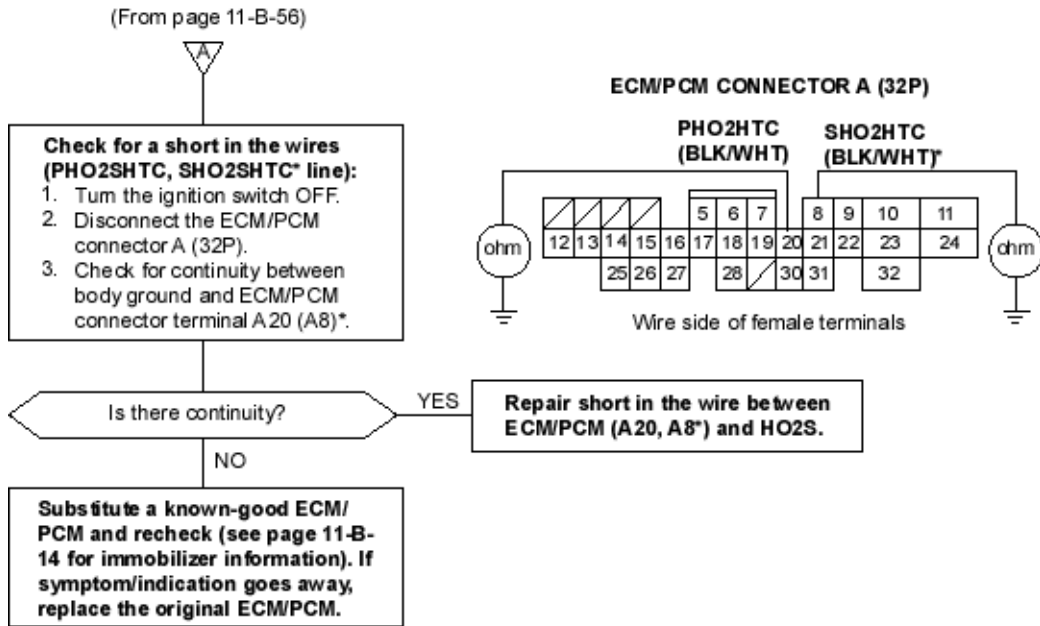 (From page 11-B-56)
A
Check for a short in the wires
(PHO2SHTC, SHO2SHTC* line):
1. Turn the ignition switch OFF.
2. Disconnect the ECM/PCM
connector A (32P).
3. Check for continuity between
body ground and ECM/PCM
connector terminal A20 (A8)*.
ECM/PCM CONNECTOR A (32P)
PHO2HTC
(BLK/WHT)
SHO2HTC
(BLK/WHT)*
5 6 7 8 9 10 11
ohm 12 13 14 15 16 17 18 19 20 21 22 23 24 ohm
25 26 27 28 30 31 32
Wire side of female terminals
Is there continuity?
YES
Repair short in the wire between
ECM/PCM (A20, A8*) and HO2S.
NO
Substitute a known-good ECM/
PCM and recheck (see page 11-B-
14 for immobilizer information). If
symptom/indication goes away,
replace the original ECM/PCM.